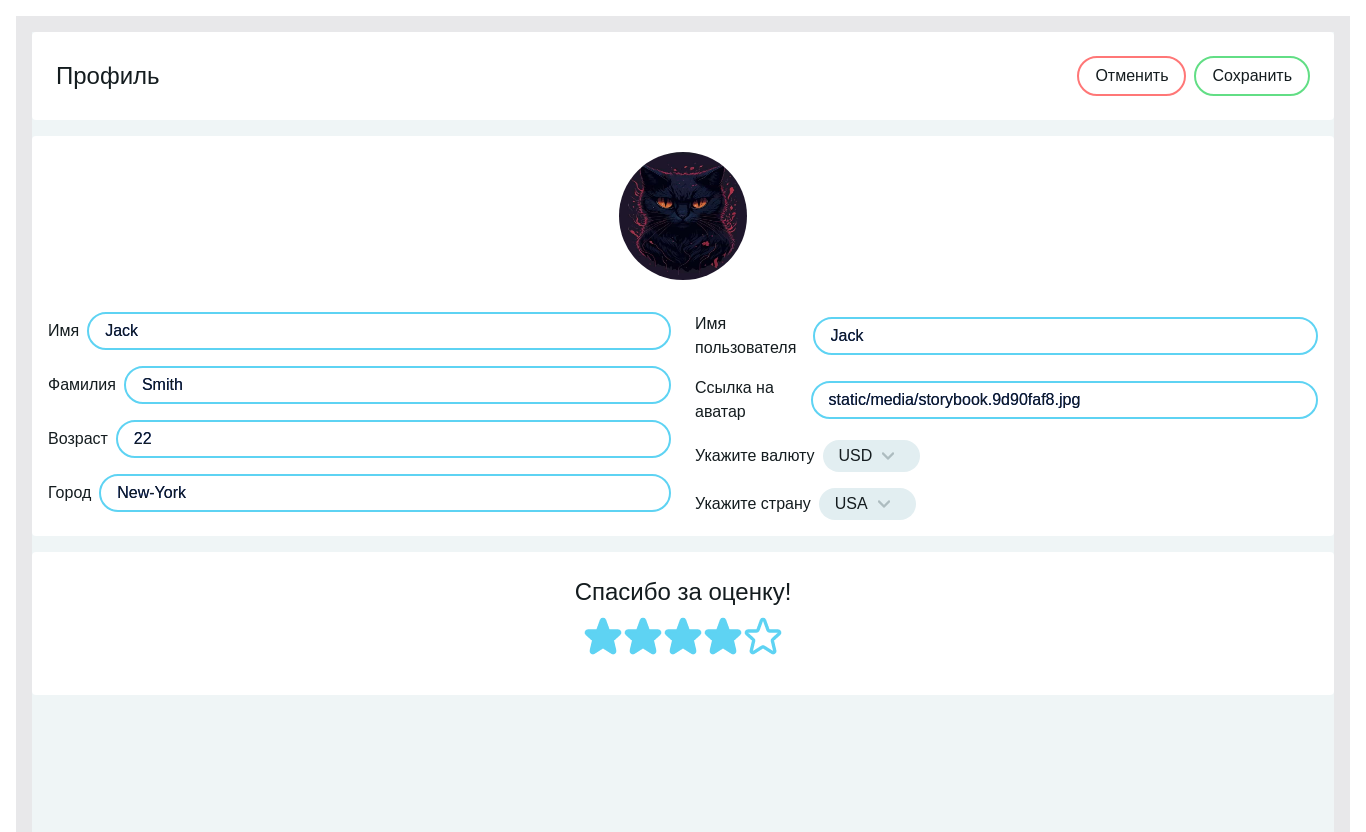 Профиль
Отменить
Сохранить
Имя
Jack
Фамилия
Smith
Возраст
22
Город
New-York
Имя
пользователя
Jack
Ссылка на
аватар
static/media/storybook.9d90faf8.jpg
Укажите валюту
USD
Укажите страну
USA
Спасибо за оценку!